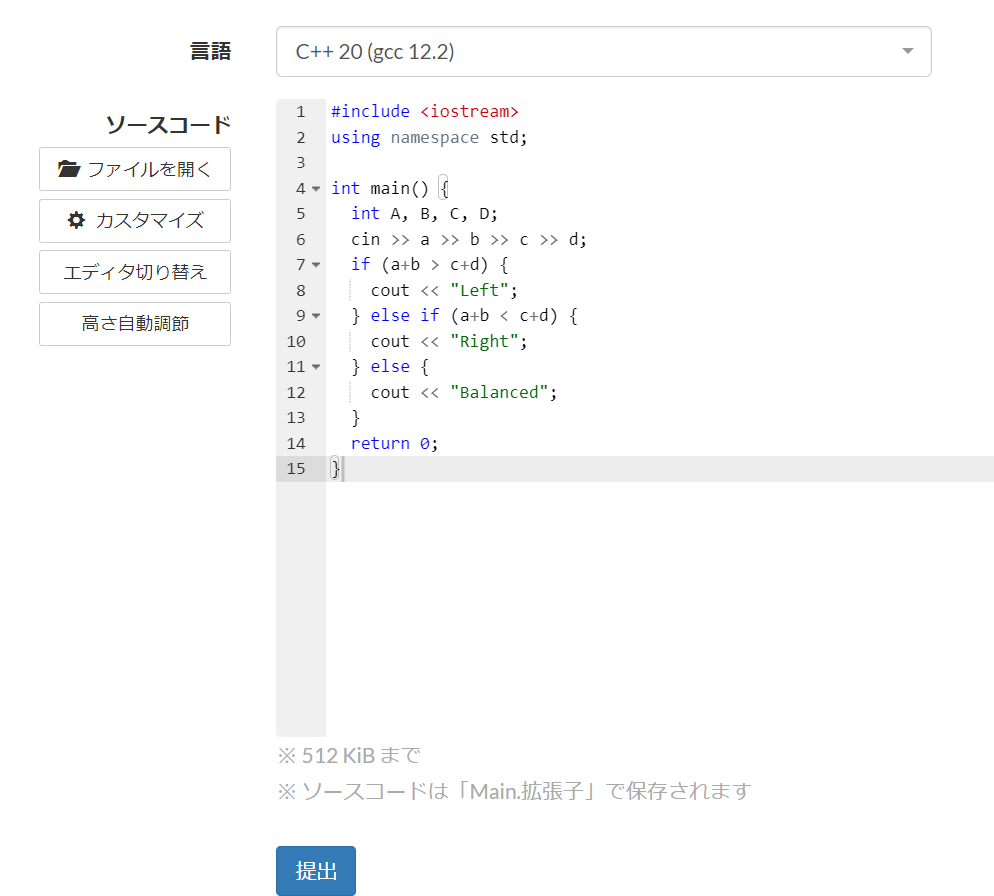 言語
C++ 20 (gcc 12.2)
ソースコード
ファイルを開く
カスタマイズ
エディタ切り替え
高さ自動調節
1 #include <iostream>
2 using namespace std;
3
4 int main() {
5   int A, B, C, D;
6   cin >> a >> b >> c >> d;
7   if (a+b > c+d) {
8     cout << "Left";
9   } else if (a+b < c+d) {
10     cout << "Right";
11   } else {
12     cout << "Balanced";
13   }
14   return 0;
15 }
※ 512 KiB まで
※ ソースコードは「Main.拡張子」で保存されます
提出